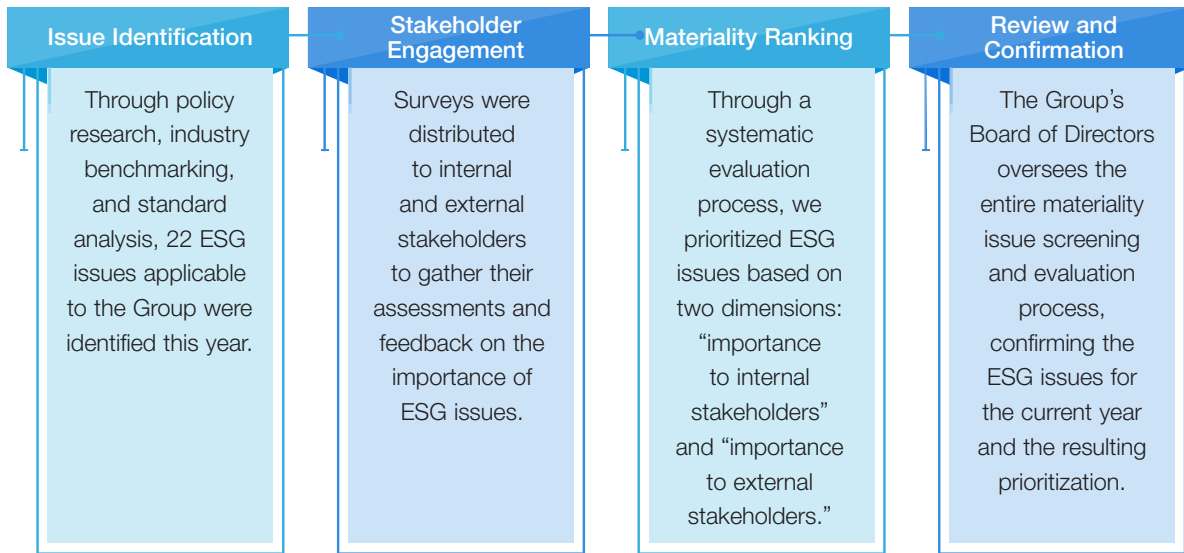 Issue Identification
Through policy
research, industry
benchmarking,
and standard
analysis, 22 ESG
issues applicable
to the Group were
identified this year.
Stakeholder
Engagement
Surveys were
distributed
to internal
and external
stakeholders
to gather their
assessments and
feedback on the
importance of
ESG issues.
Materiality Ranking
Through a
systematic
evaluation
process, we
prioritized ESG
issues based on
two dimensions:
“importance
to internal
stakeholders”
and “importance
to external
stakeholders.”
Review and
Confirmation
The Group’s
Board of Directors
oversees the
entire materiality
issue screening
and evaluation
process,
confirming the
ESG issues for
the current year
and the resulting
prioritization.